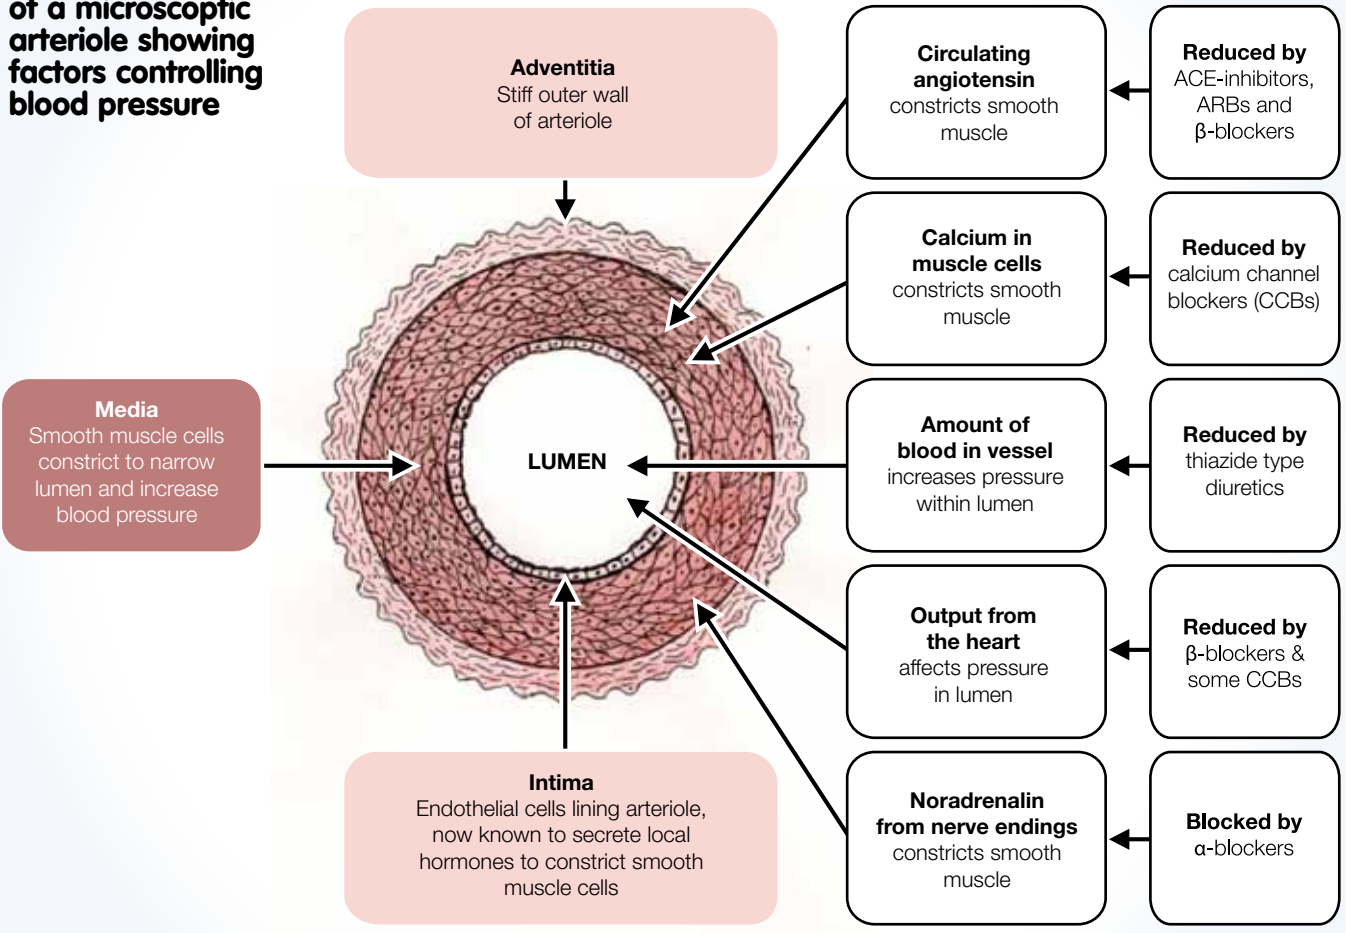 of a microscoptic
arteriole showing
factors controlling
blood pressure
Adventitia
Stiff outer wall
of arteriole
Circulating
angiotensin
constricts smooth
muscle
Reduced by
ACE-inhibitors,
ARBs and
β-blockers
Calcium in
muscle cells
constricts smooth
muscle
Reduced by
calcium channel
blockers (CCBs)
Media
Smooth muscle cells
constrict to narrow
lumen and increase
blood pressure
LUMEN
Amount of
blood in vessel
increases pressure
within lumen
Reduced by
thiazide type
diuretics
Output from
the heart
affects pressure
in lumen
Reduced by
β-blockers &
some CCBs
Intima
Endothelial cells lining arteriole,
now known to secrete local
hormones to constrict smooth
muscle cells
Noradrenalin
from nerve endings
constricts smooth
muscle
Blocked by
α-blockers